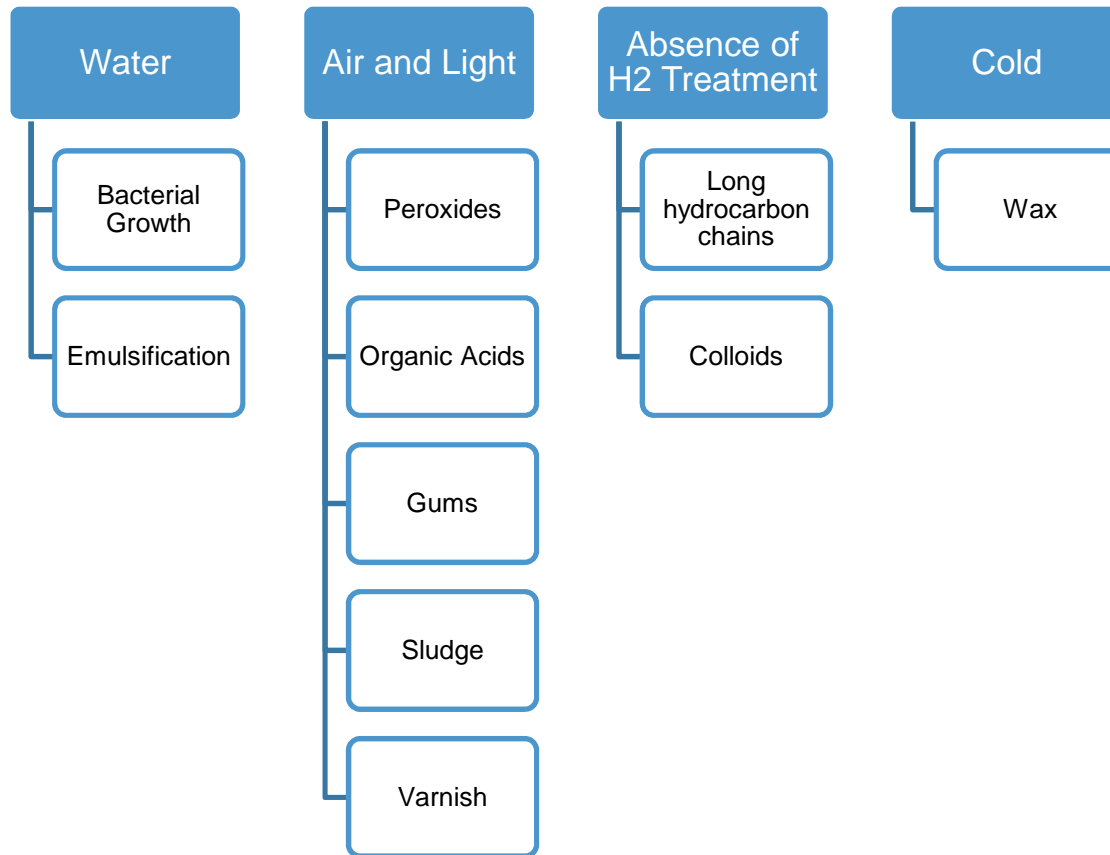 Water
Bacterial
Growth
Emulsification
Air and Light
Peroxides
Organic Acids
Gums
Sludge
Varnish
Absence of
H2 Treatment
Long
hydrocarbon
chains
Colloids
Cold
Wax